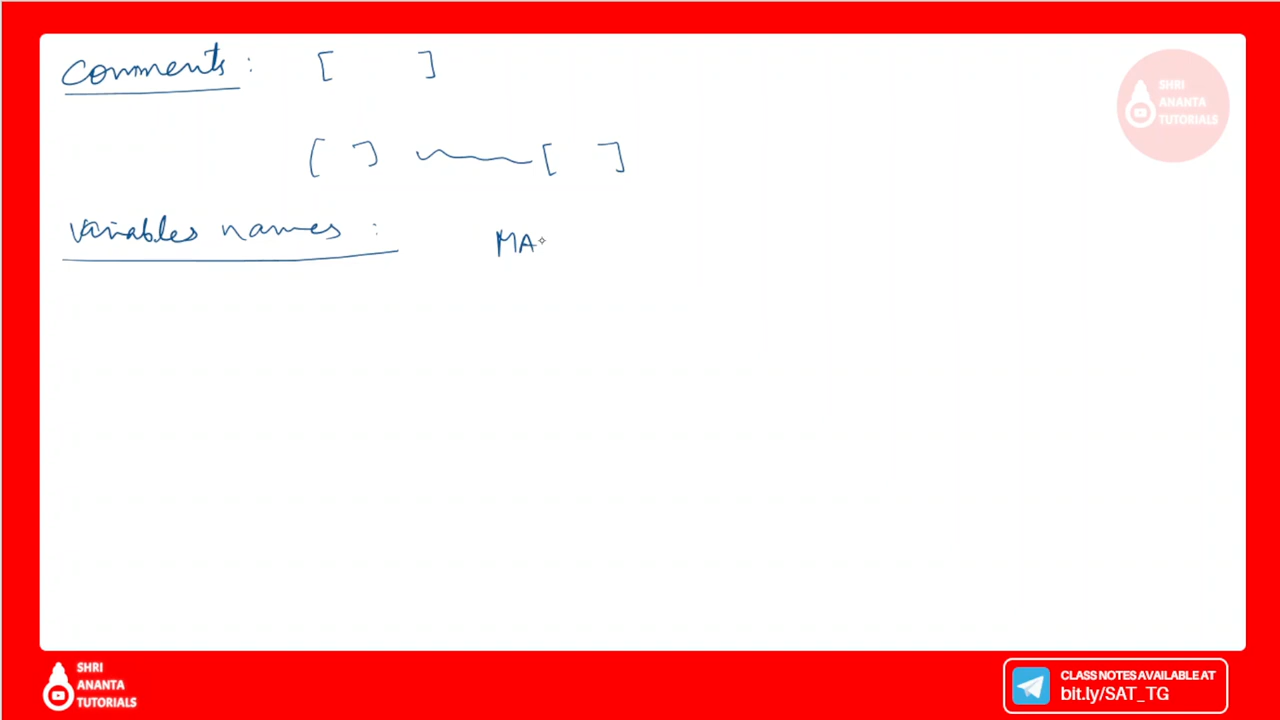 comments : [ ]
[ ] [ ]
variables names : MA
SHRI
ANANTA
TUTORIALS
SHRI
ANANTA
TUTORIALS
CLASS NOTES AVAILABLE AT
bit.ly/SAT_TG